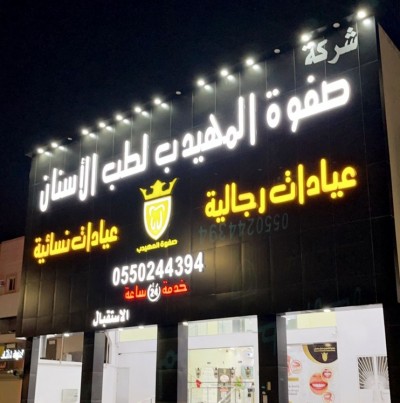 شركة
صفوة المهيدب لطب الأسنان
عيادات رجالية
عيادات نسائية
صفوة المهيدب
0550244394
خدمة 24 ساعة
الاستقبال